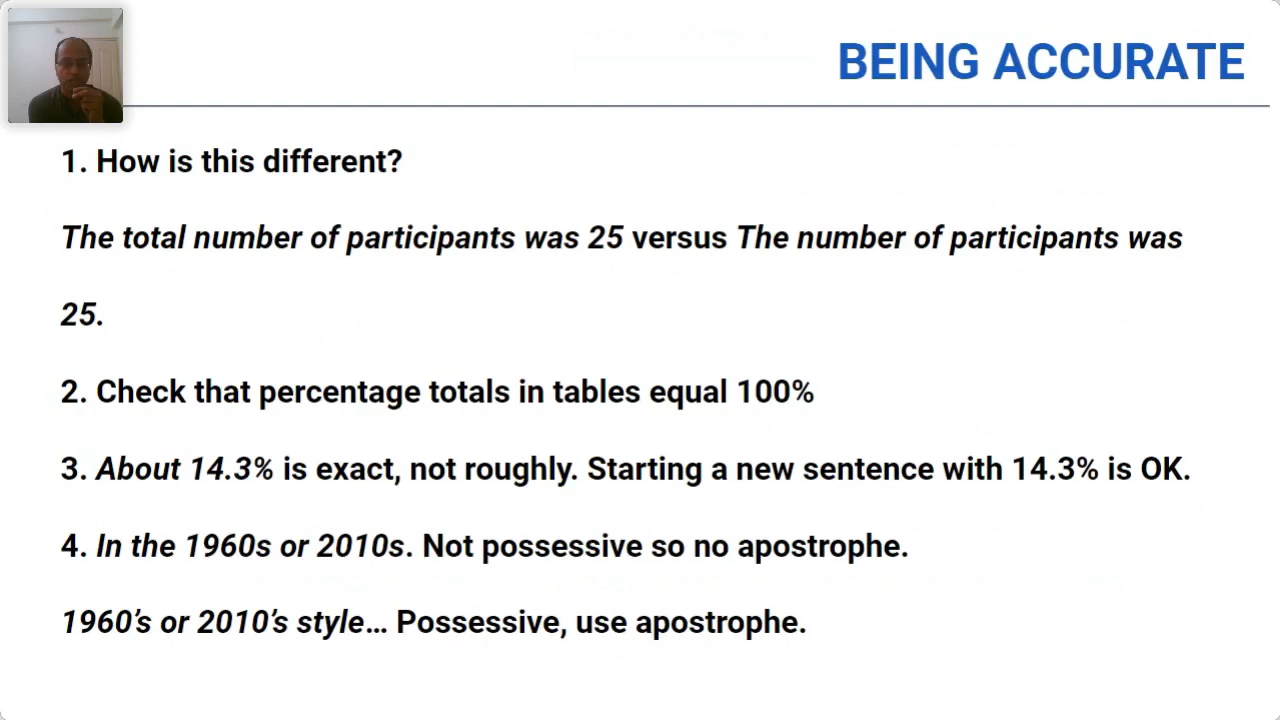 BEING ACCURATE
1. How is this different?
The total number of participants was 25 versus The number of participants was
25.
2. Check that percentage totals in tables equal 100%
3. About 14.3% is exact, not roughly. Starting a new sentence with 14.3% is OK.
4. In the 1960s or 2010s. Not possessive so no apostrophe.
1960’s or 2010’s style… Possessive, use apostrophe.